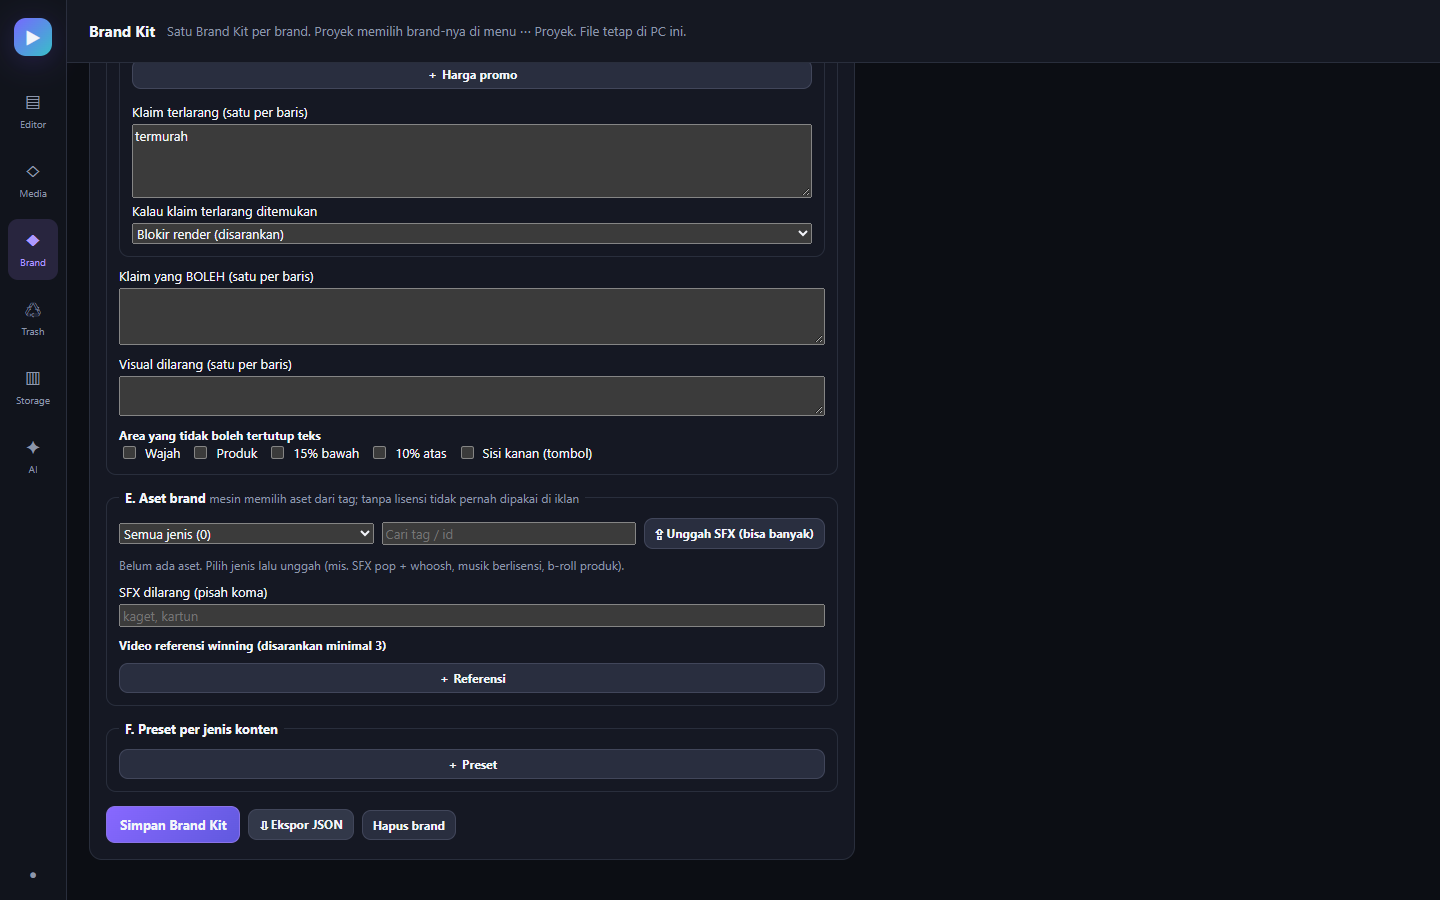 Brand Kit Satu Brand Kit per brand. Proyek memilih brand-nya di menu ··· Proyek. File tetap di PC ini.
Editor
Media
Brand
Trash
Storage
AI
+ Harga promo
Klaim terlarang (satu per baris)
termurah
Kalau klaim terlarang ditemukan
Blokir render (disarankan)
Klaim yang BOLEH (satu per baris)
Visual dilarang (satu per baris)
Area yang tidak boleh tertutup teks
Wajah Produk 15% bawah 10% atas Sisi kanan (tombol)
E. Aset brand mesin memilih aset dari tag; tanpa lisensi tidak pernah dipakai di iklan
Semua jenis (0) Cari tag / id ⇪ Unggah SFX (bisa banyak)
Belum ada aset. Pilih jenis lalu unggah (mis. SFX pop + whoosh, musik berlisensi, b-roll produk).
SFX dilarang (pisah koma)
kaget, kartun
Video referensi winning (disarankan minimal 3)
+ Referensi
F. Preset per jenis konten
+ Preset
Simpan Brand Kit ⇩ Ekspor JSON Hapus brand